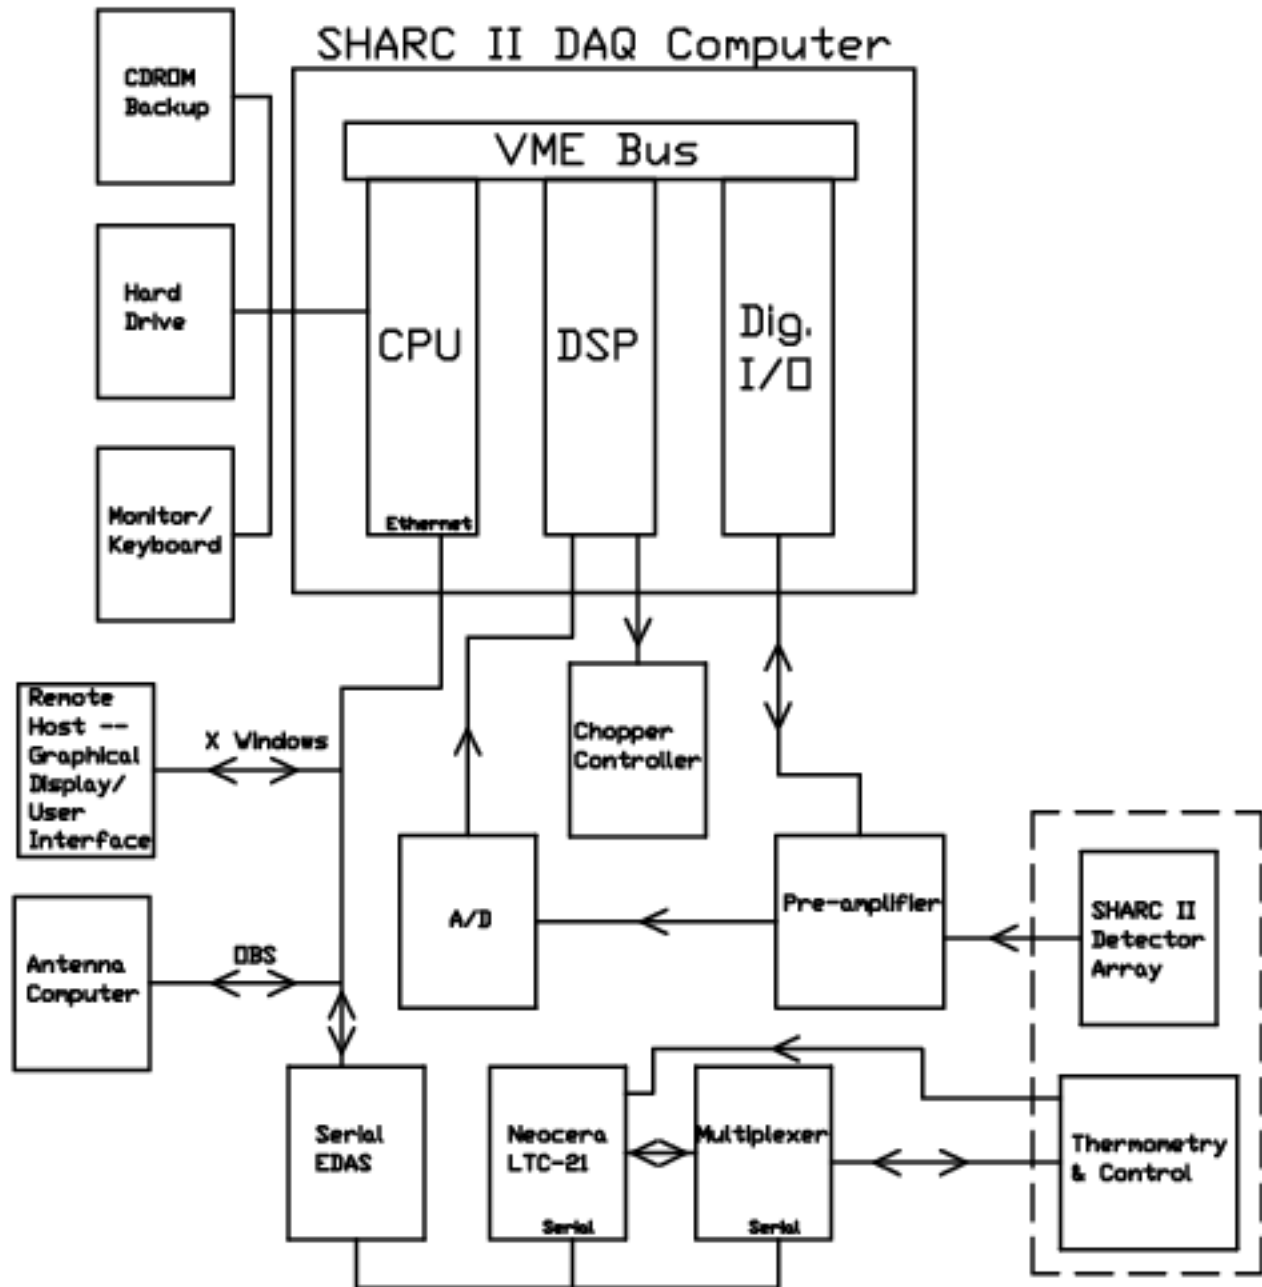 SHARC II DAQ Computer
CDROM
Backup
VME Bus
Hard
Drive
CPU
DSP
Dig.
I/O
Monitor/
Keyboard
Ethernet
Remote
Host --
Graphical
Display/
User
Interface
X Windows
Chopper
Controller
A/D
Pre-amplifier
SHARC II
Detector
Array
Antenna
Computer
OBS
Serial
EDAS
Neocera
LTC-21
Serial
Multiplexer
Serial
Thermometry
& Control